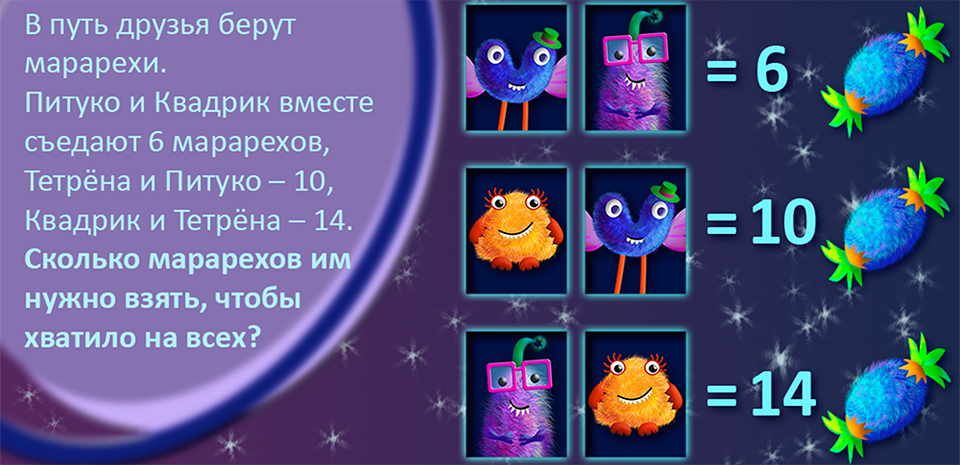 В путь друзья берут
марарехи.
Питуко и Квадрик вместе
съедают 6 марарехов,
Тетрёна и Питуко – 10,
Квадрик и Тетрёна – 14.
Сколько марарехов им
нужно взять, чтобы
хватило на всех?
= 6
= 10
= 14